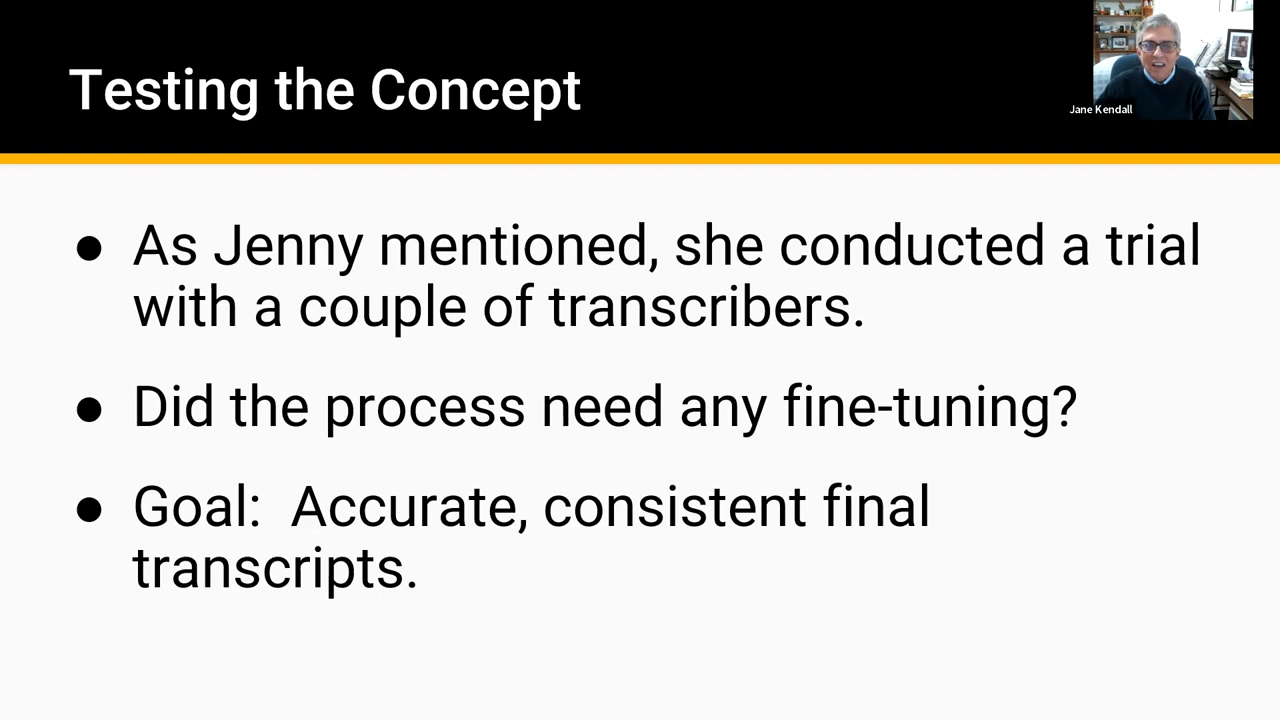 Testing the Concept
Jane Kendall
● As Jenny mentioned, she conducted a trial
with a couple of transcribers.
● Did the process need any fine-tuning?
● Goal:  Accurate, consistent final
transcripts.